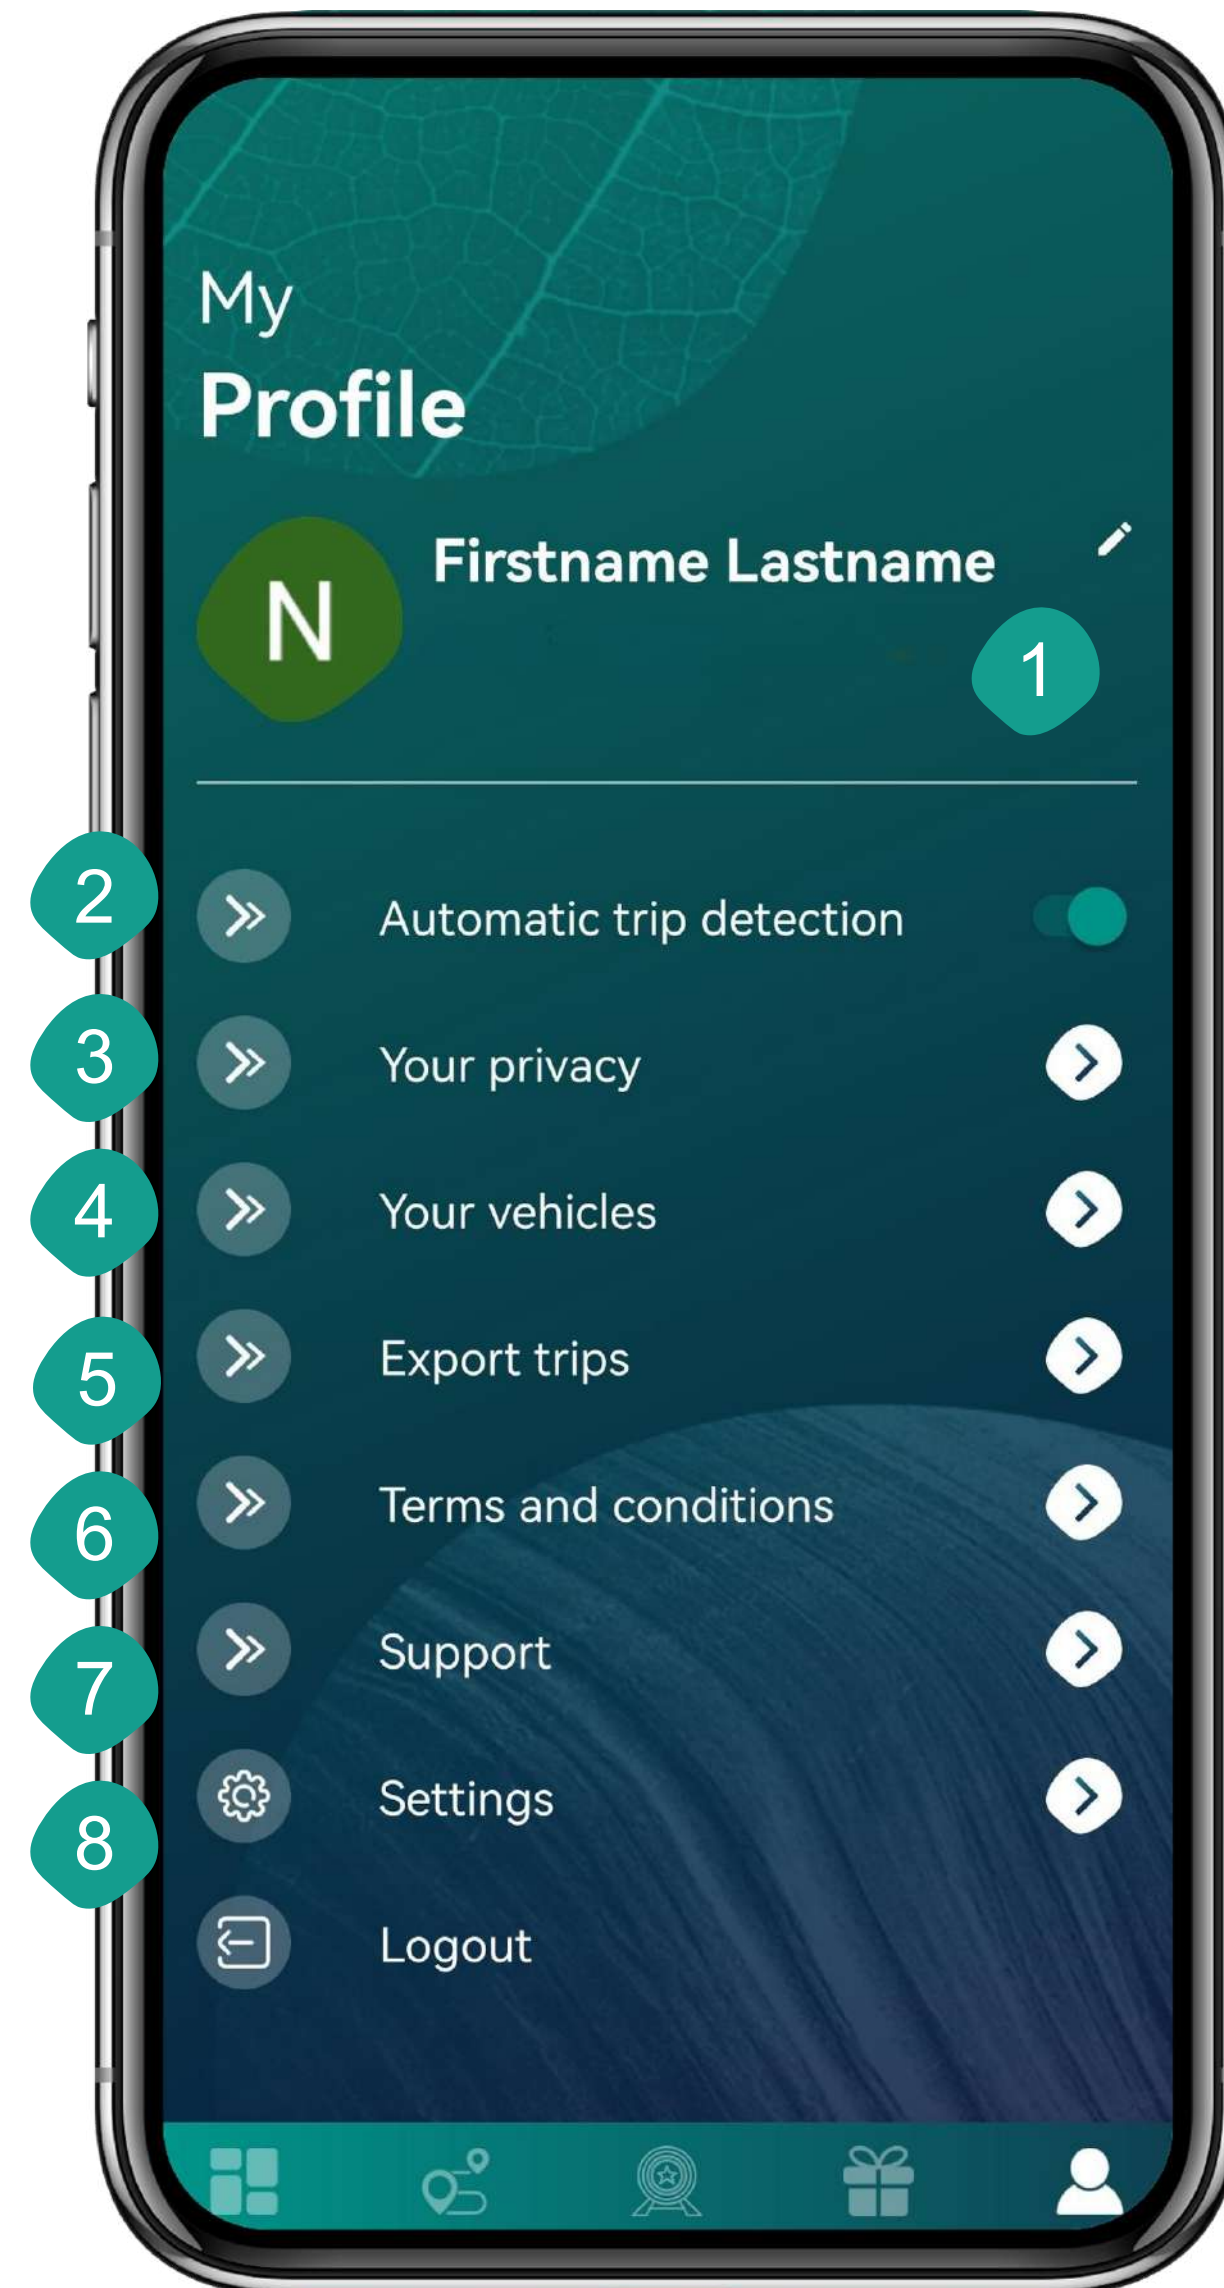 My
Profile
N
Firstname Lastname
1
2
Automatic trip detection
3
Your privacy
4
Your vehicles
5
Export trips
6
Terms and conditions
7
Support
8
Settings
Logout